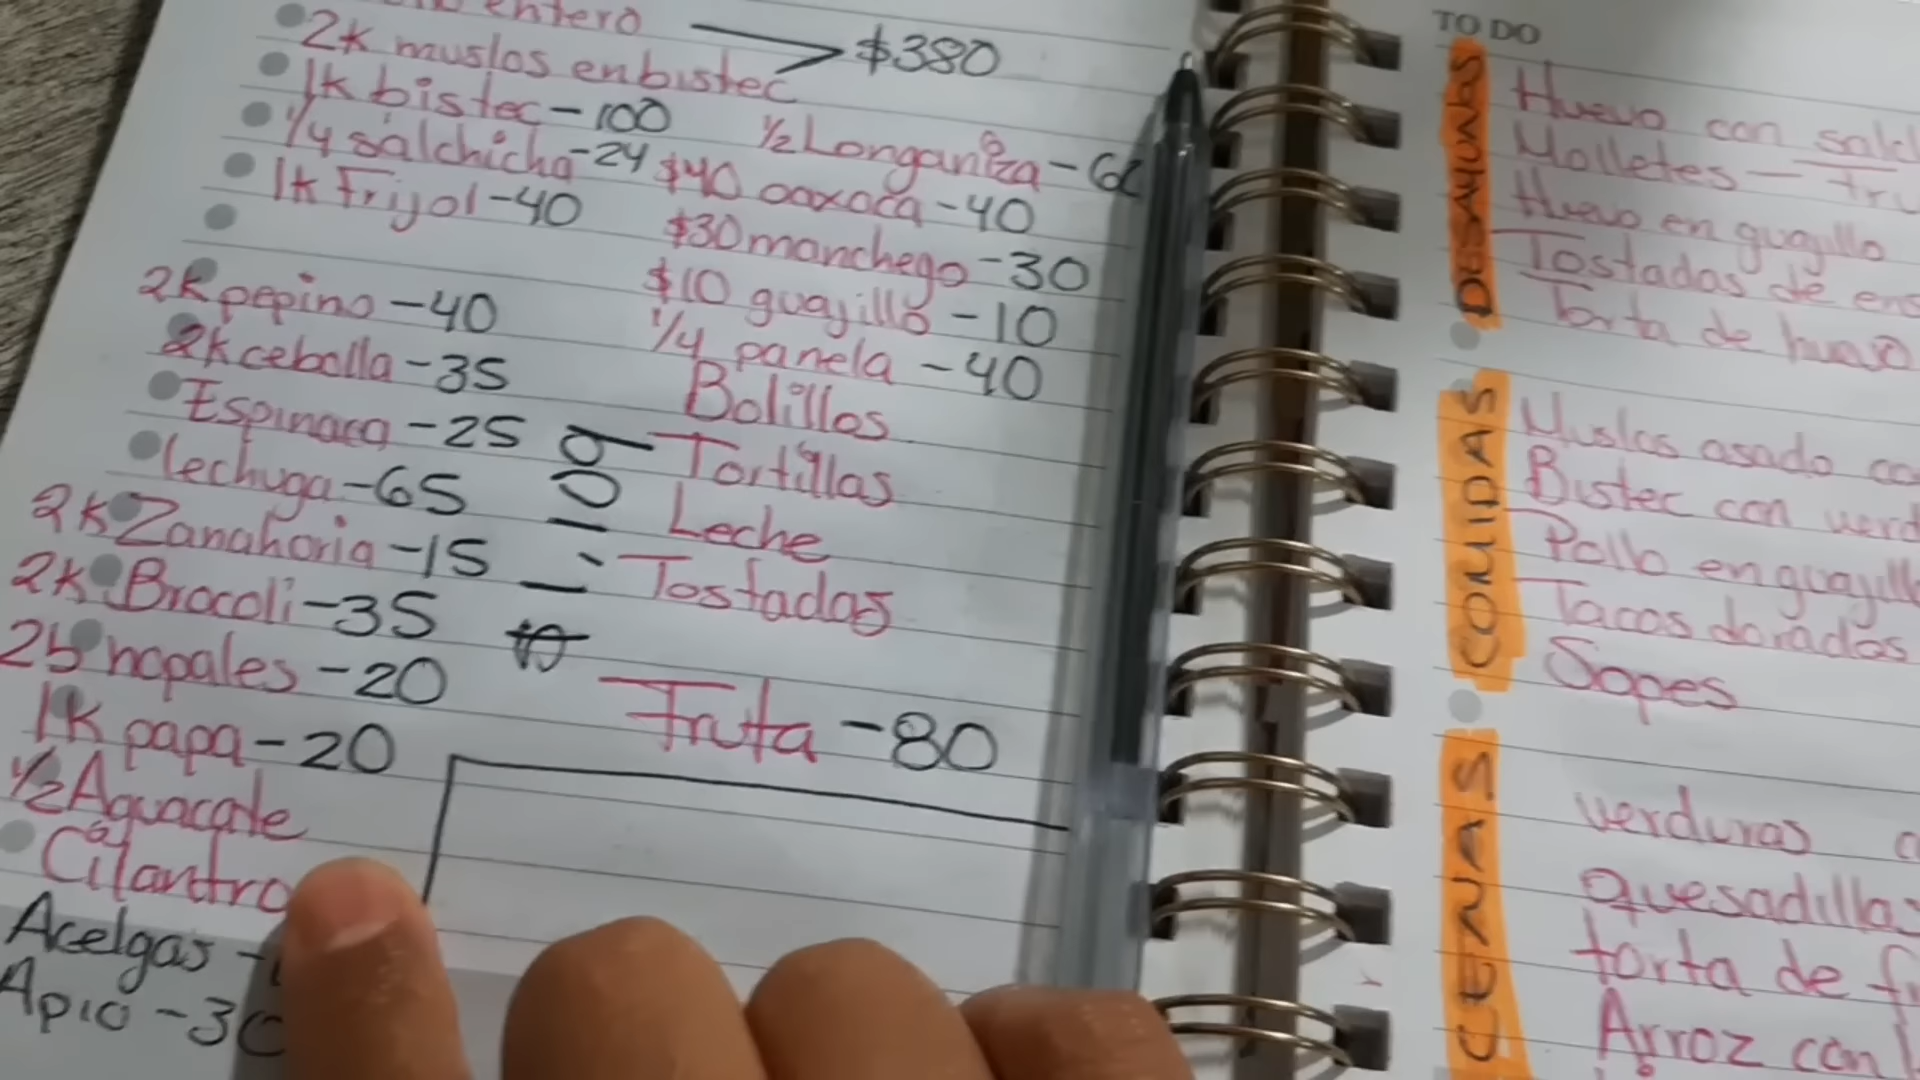 entero
2k muslos en bistec
$380
1k bistec - 100
1/4 salchicha - 24
1k Frijol - 40
2k pepino - 40
2k cebolla - 35
Espinaca - 25
lechuga - 65
2k Zanahoria - 15
2k Brocoli - 35
2b nopales - 20
1k papa - 20
1/2 Aguacate
Cilantro
Acelgas -
Apio - 30
1/2 Longaniza -
$40 oaxaca - 40
$30 manchego - 30
$10 guajillo - 10
1/4 panela - 40
Bolillos
Tortillas
Leche
Tostadas
Fruta - 80
TO DO
DESAYUNOS
Huevo con
Molletes -
Huevo en guajillo
Tostadas de
Torta de huevo
COMIDAS
Muslos asado
Bistec con
Pollo en
Tacos dorados
Sopes
CENAS
verduras
quesadillas
torta de
Arroz con